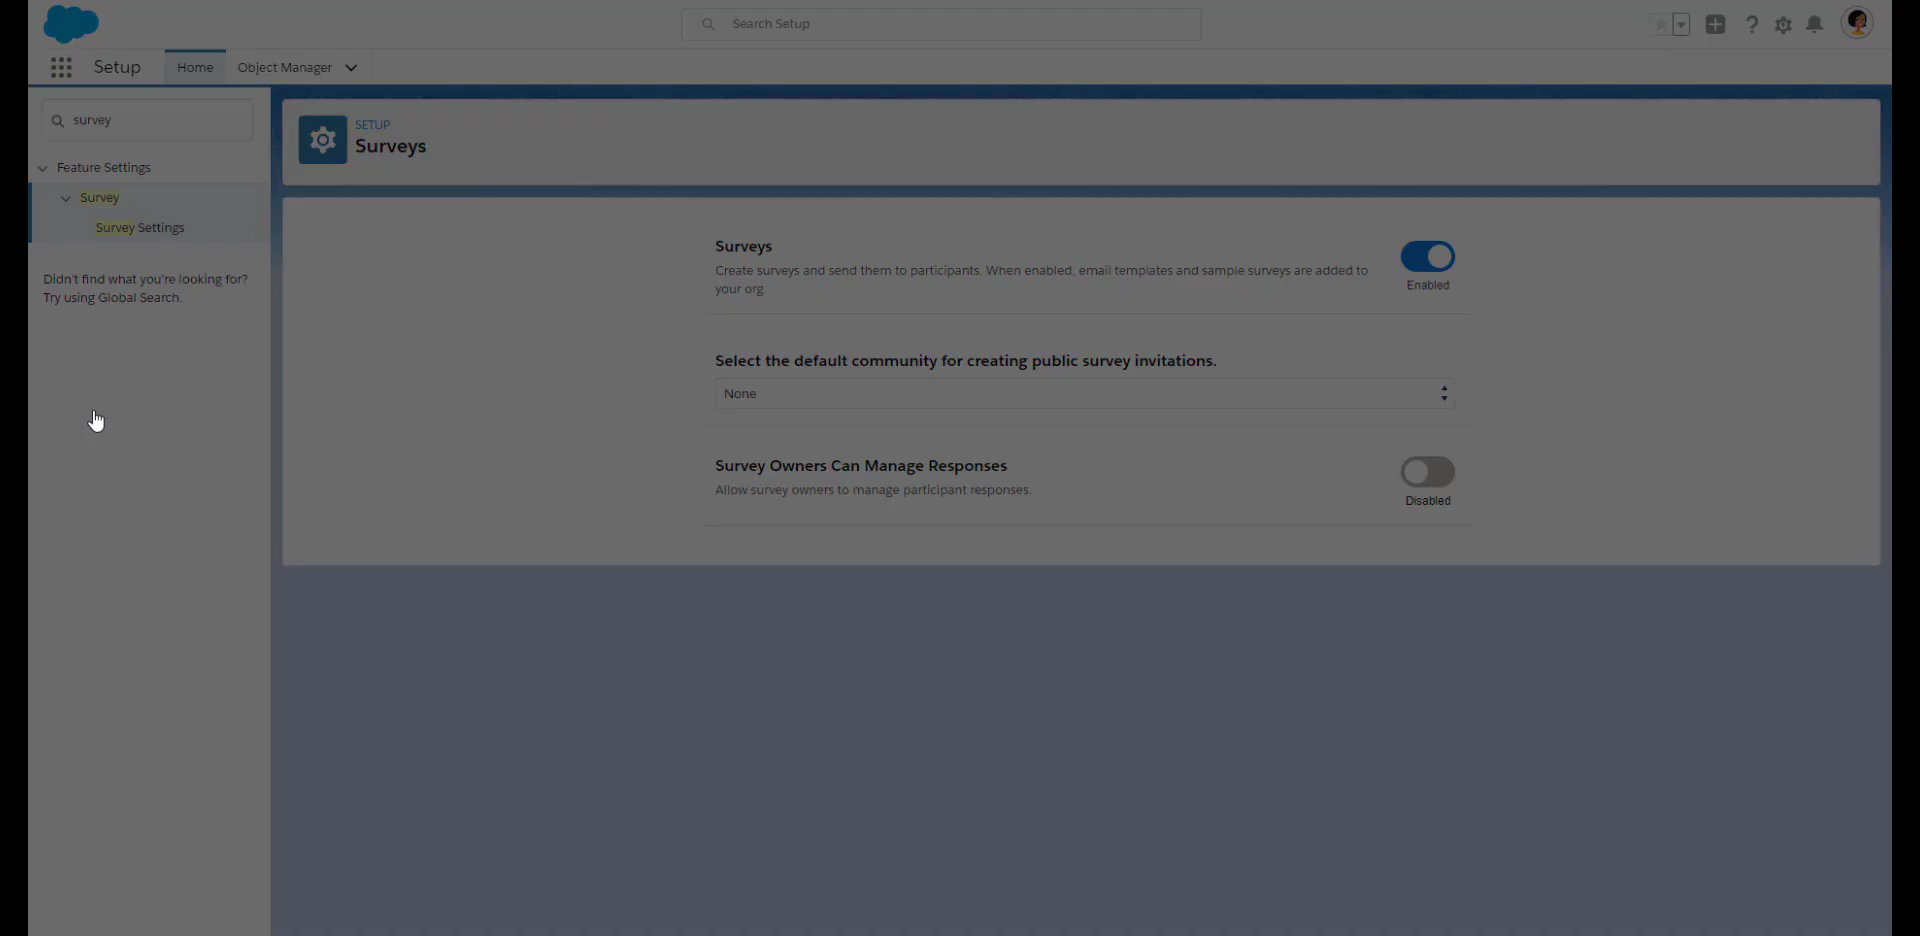 Search Setup
Setup
Home
Object Manager
survey
Feature Settings
Survey
Survey Settings
Didn't find what you're looking for?
Try using Global Search.
SETUP
Surveys
Surveys
Create surveys and send them to participants. When enabled, email templates and sample surveys are added to
your org.
Enabled
Select the default community for creating public survey invitations.
None
Survey Owners Can Manage Responses
Allow survey owners to manage participant responses.
Disabled